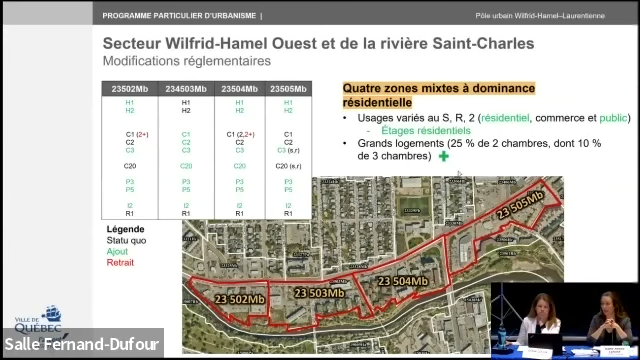 PROGRAMME PARTICULIER D'URBANISME |
Pôle urbain Wilfrid-Hamel–Laurentienne
Secteur Wilfrid-Hamel Ouest et de la rivière Saint-Charles
Modifications réglementaires
23502Mb 234503Mb 23504Mb 23505Mb
H1 H1 H1 H1
H2 H2 H2 H2
C1 (2+) C1 C1 (2,2+) C1
C2 C2 C2 C2
C3 C3 C3 C3 (s,r)
C20 C20 C20 C20 (s,r)
P3 P3 P3 P3
P5 P5 P5 P5
I2 I2 I2 I2
R1 R1 R1 R1
Légende
Statu quo
Ajout
Retrait
Quatre zones mixtes à dominance
résidentielle
• Usages variés au S, R, 2 (résidentiel, commerce et public)
- Étages résidentiels
• Grands logements (25 % de 2 chambres, dont 10 %
de 3 chambres)
23 502Mb
23 503Mb
23 504Mb
23 505Mb
VILLE DE
QUÉBEC
Salle Fernand-Dufour